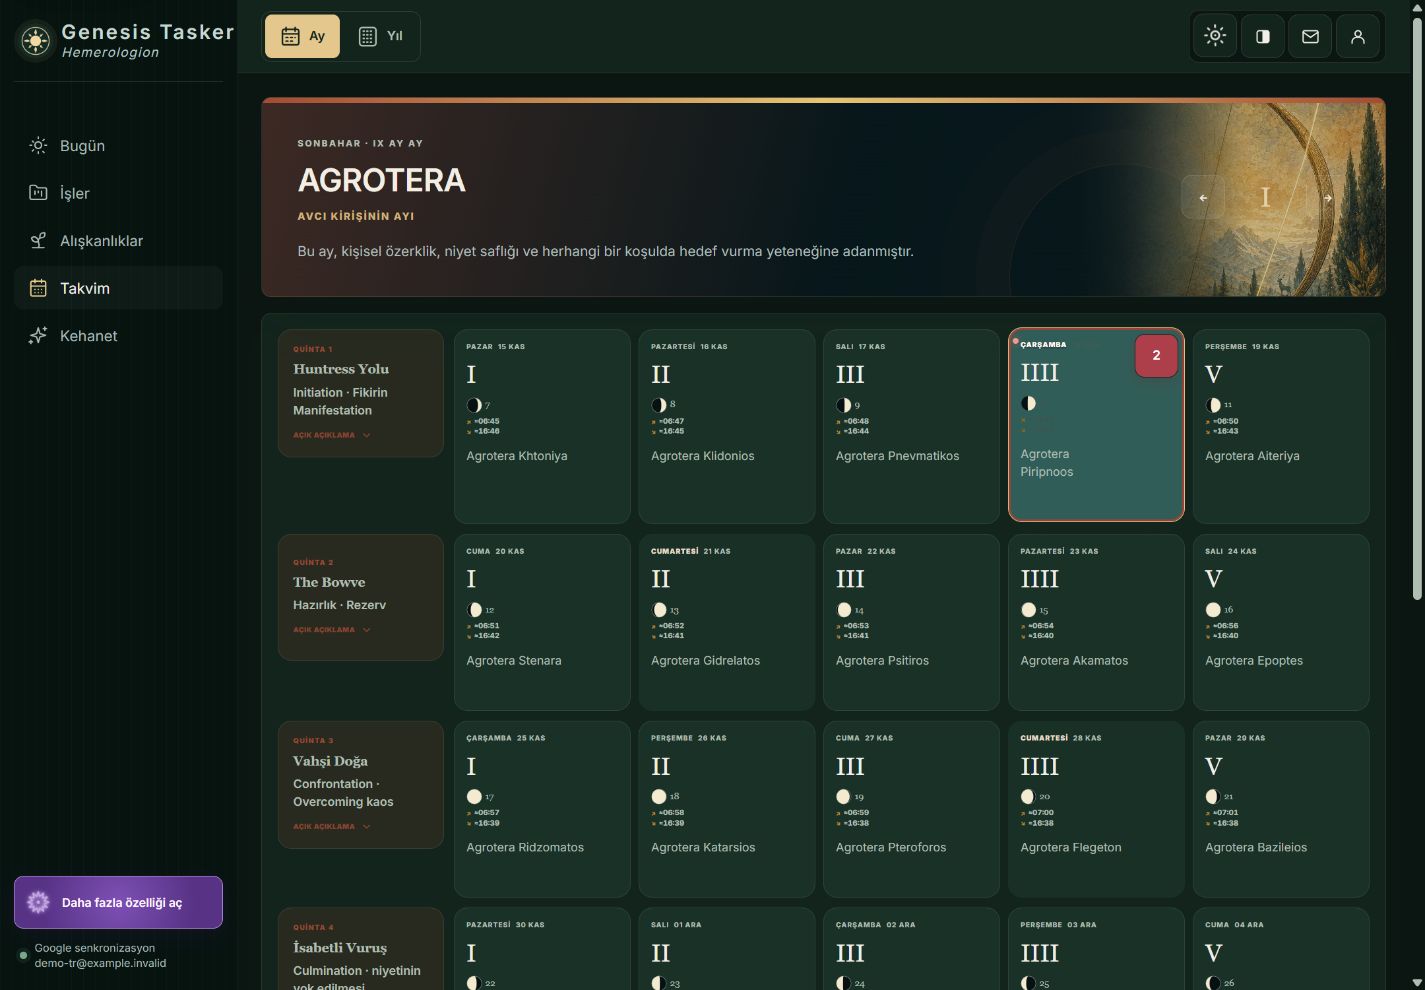 Genesis Tasker
Hemerologion
Ay
Yıl
Bugün
İşler
Alışkanlıklar
Takvim
Kehanet
Daha fazla özelliği aç
Google senkronizasyon
demo-tr@example.invalid
SONBAHAR · IX AY AY
AGROTERA
AVCI KİRİŞİNİN AYI
Bu ay, kişisel özerklik, niyet saflığı ve herhangi bir koşulda hedef vurma yeteneğine adanmıştır.
← I →
QUİNTA 1
Huntress Yolu
Initiation · Fikirin
Manifestation
AÇIK AÇIKLAMA
PAZAR 15 KAS
I
7
≈06:45
≈16:46
Agrotera Khtoniya
PAZARTESİ 16 KAS
II
8
≈06:47
≈16:45
Agrotera Klidonios
SALI 17 KAS
III
9
≈06:48
≈16:44
Agrotera Pnevmatikos
ÇARŞAMBA
2
IIII
Agrotera
Piripnoos
PERŞEMBE 19 KAS
V
11
≈06:50
≈16:43
Agrotera Aiteriya
QUİNTA 2
The Bowve
Hazırlık · Rezerv
AÇIK AÇIKLAMA
CUMA 20 KAS
I
12
≈06:51
≈16:42
Agrotera Stenara
CUMARTESİ 21 KAS
II
13
≈06:52
≈16:41
Agrotera Gidrelatos
PAZAR 22 KAS
III
14
≈06:53
≈16:41
Agrotera Psitiros
PAZARTESİ 23 KAS
IIII
15
≈06:54
≈16:40
Agrotera Akamatos
SALI 24 KAS
V
16
≈06:56
≈16:40
Agrotera Epoptes
QUİNTA 3
Vahşi Doğa
Confrontation ·
Overcoming kaos
AÇIK AÇIKLAMA
ÇARŞAMBA 25 KAS
I
17
≈06:57
≈16:39
Agrotera Ridzomatos
PERŞEMBE 26 KAS
II
18
≈06:58
≈16:39
Agrotera Katarsios
CUMA 27 KAS
III
19
≈06:59
≈16:38
Agrotera Pteroforos
CUMARTESİ 28 KAS
IIII
20
≈07:00
≈16:38
Agrotera Flegeton
PAZAR 29 KAS
V
21
≈07:01
≈16:38
Agrotera Bazileios
QUİNTA 4
İsabetli Vuruş
Culmination · niyetinin
yok edilmesi
PAZARTESİ 30 KAS
I
22
SALI 01 ARA
II
23
ÇARŞAMBA 02 ARA
III
24
PERŞEMBE 03 ARA
IIII
25
CUMA 04 ARA
V
26